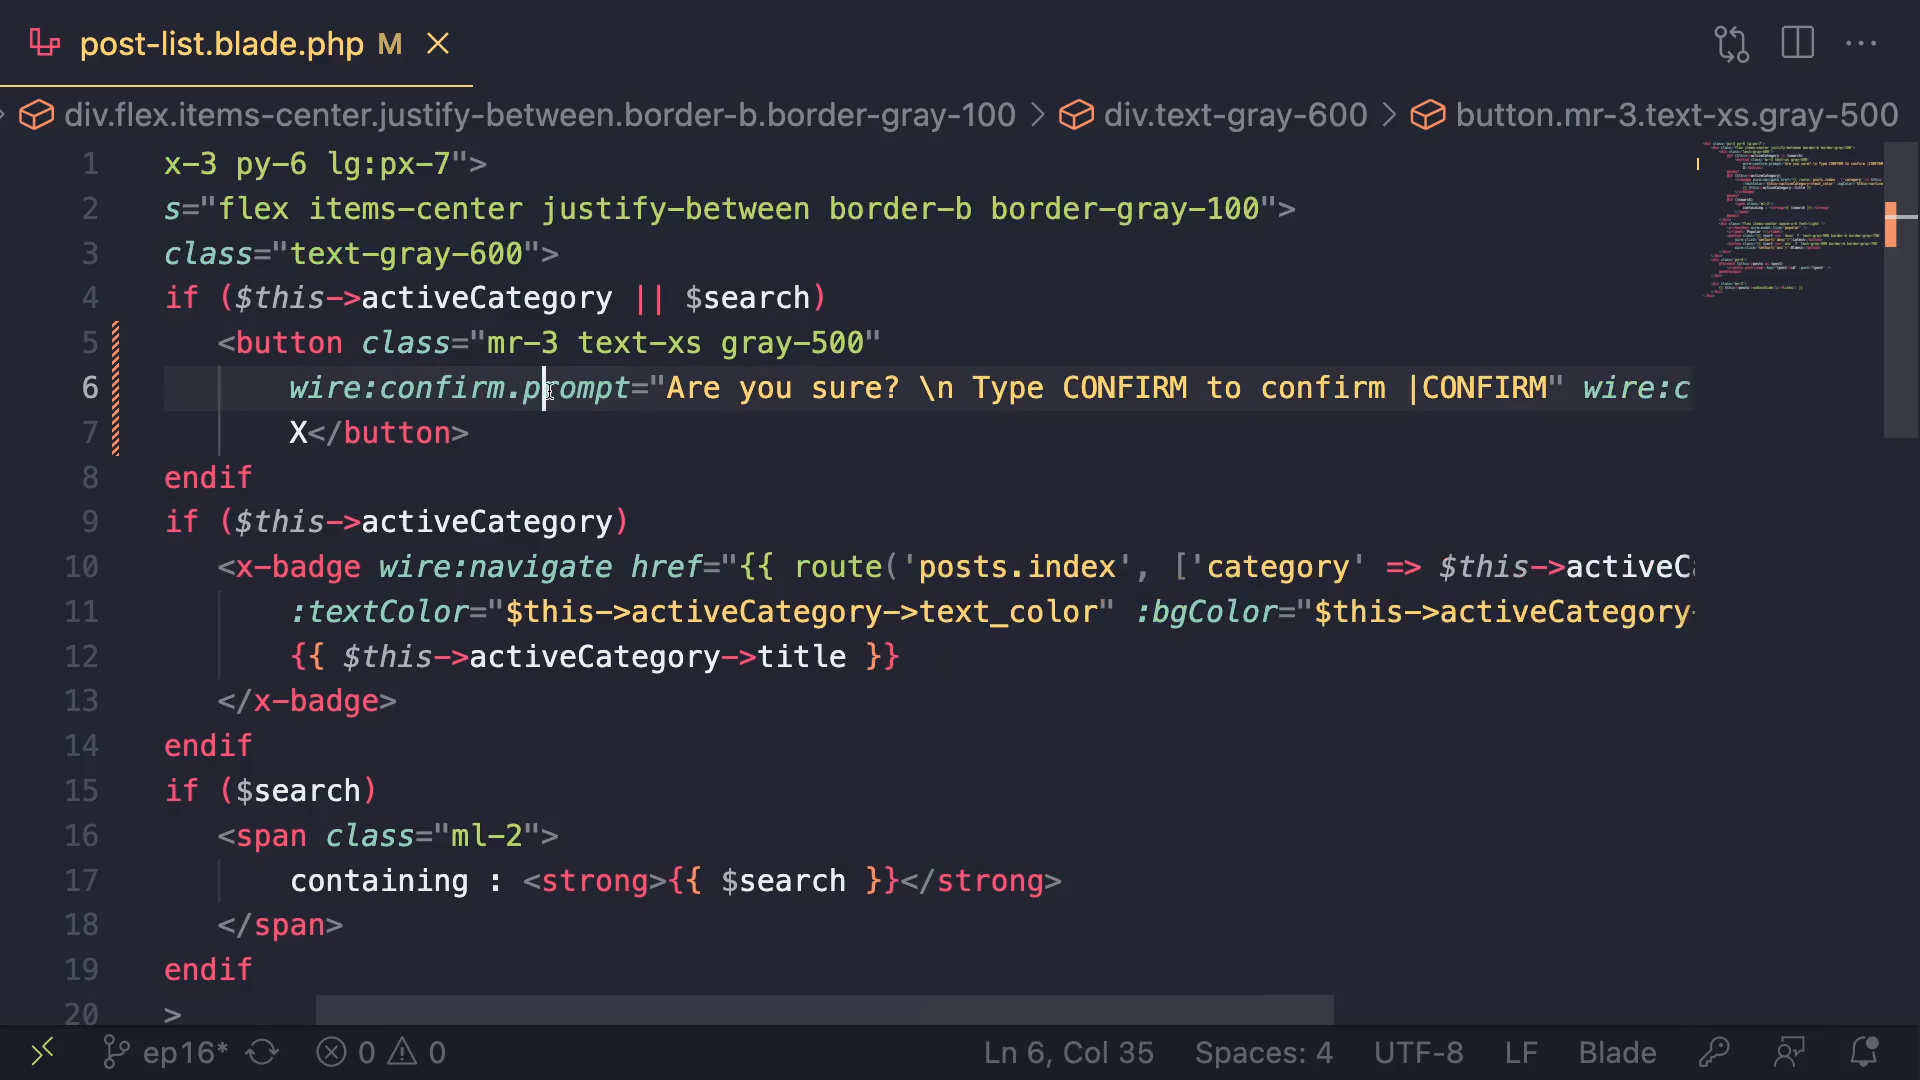 post-list.blade.php M
div.flex.items-center.justify-between.border-b.border-gray-100 > div.text-gray-600 > button.mr-3.text-xs.gray-500
1 x-3 py-6 lg:px-7">
2 s="flex items-center justify-between border-b border-gray-100">
3 class="text-gray-600">
4 if ($this->activeCategory || $search)
5 <button class="mr-3 text-xs gray-500"
6 wire:confirm.prompt="Are you sure? \n Type CONFIRM to confirm |CONFIRM" wire:c
7 X</button>
8 endif
9 if ($this->activeCategory)
10 <x-badge wire:navigate href="{{ route('posts.index', ['category' => $this->activeC
11 :textColor="$this->activeCategory->text_color" :bgColor="$this->activeCategory-
12 {{ $this->activeCategory->title }}
13 </x-badge>
14 endif
15 if ($search)
16 <span class="ml-2">
17 containing : <strong>{{ $search }}</strong>
18 </span>
19 endif
20 >
ep16* 0 0 Ln 6, Col 35 Spaces: 4 UTF-8 LF Blade